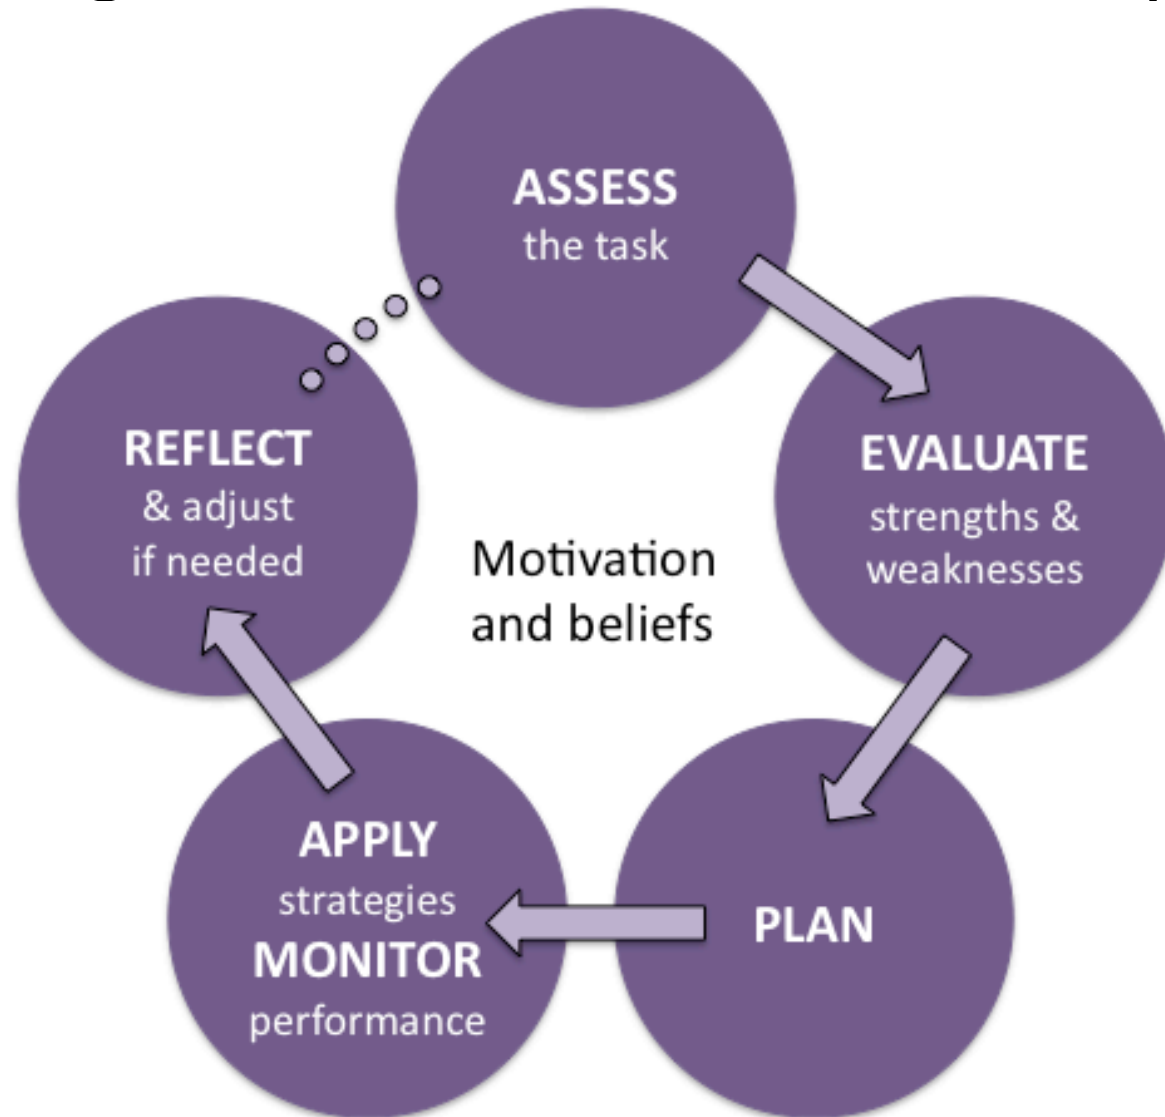 ASSESS
the task
EVALUATE
strengths &
weaknesses
PLAN
APPLY
strategies
MONITOR
performance
REFLECT
& adjust
if needed
Motivation
and beliefs